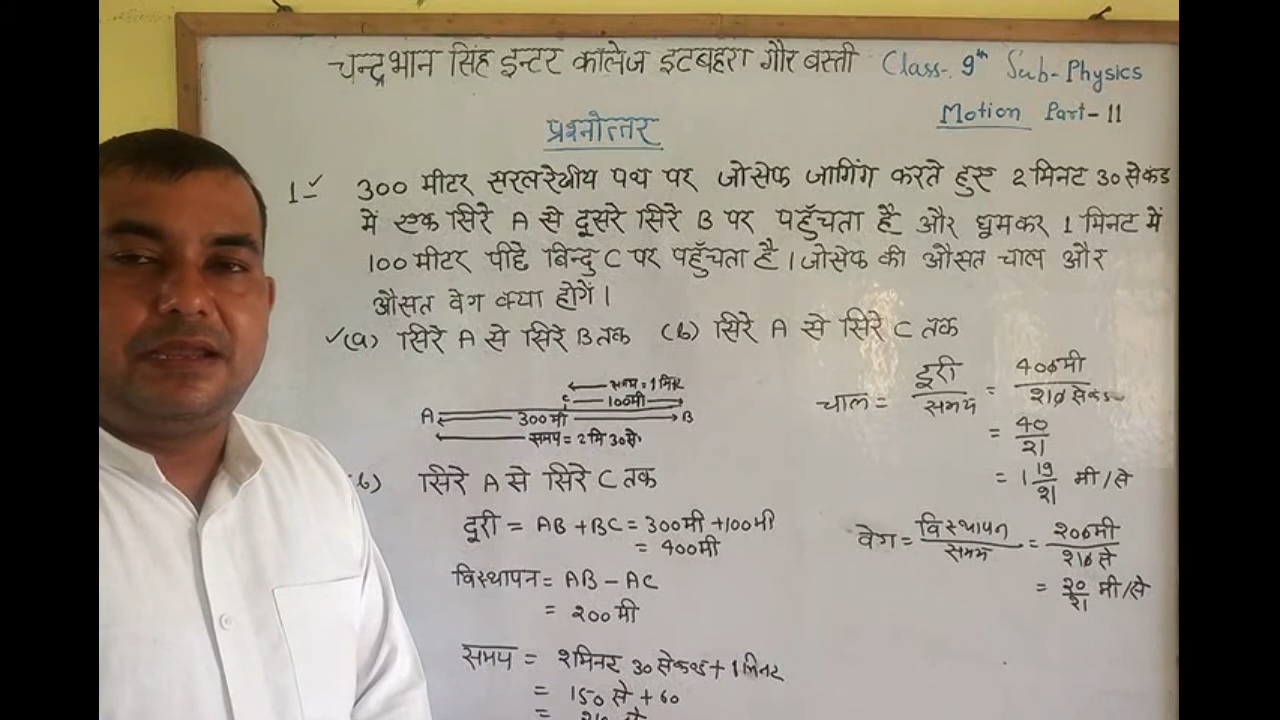 चन्द्रभान सिंह इन्टर कालेज इटबहरा गौर बस्ती Class-9th Sub-Physics
Motion Part-11
प्रश्नोत्तर
1- 300 मीटर सरलरेखीय पथ पर जोसेफ जागिंग करते हुए 2 मिनट 30 सेकंड
में एक सिरे A से दूसरे सिरे B पर पहुँचता है और घूमकर 1 मिनट में
100 मीटर पीछे बिन्दु C पर पहुँचता है। जोसेफ की औसत चाल और
औसत वेग क्या होगें।
(a) सिरे A से सिरे B तक (b) सिरे A से सिरे C तक
समय = 1 मिनट
C 100मी
A 300 मी B
समय = 2 मि 30 से
चाल = दूरी / समय = 400मी / 210 सेकंड
= 40/21
= 1 19/21 मी/से
(b) सिरे A से सिरे C तक
दूरी = AB + BC = 300मी + 100मी
= 400मी
विस्थापन = AB - AC
= 200 मी
वेग = विस्थापन / समय = 200मी / 210 से
= 20/21 मी/से
समय = 2 मिनट 30 सेकण्ड + 1 मिनट
= 150 से + 60
= 210 से